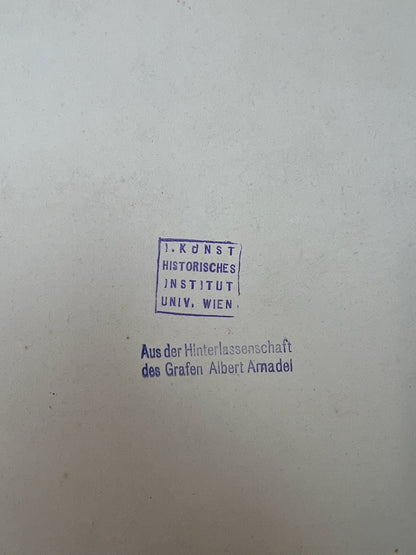 I. KUNST
HISTORISCHES
INSTITUT
UNIV. WIEN.
Aus der Hinterlassenschaft
des Grafen Albert Amadei